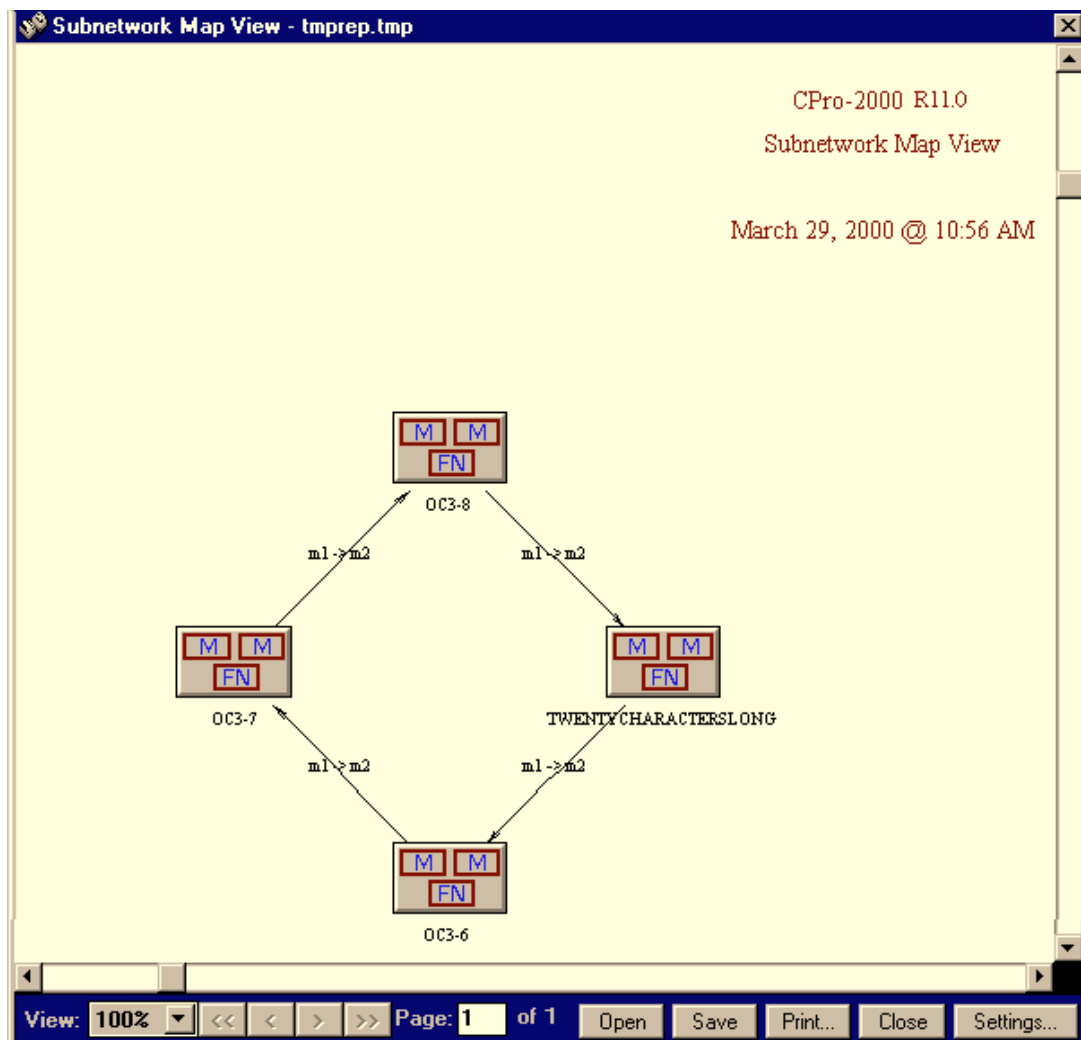 Subnetwork Map View - tmprep.tmp
CPro-2000 R11.0
Subnetwork Map View
March 29, 2000 @ 10:56 AM
M M
FN
OC3-8
m1->m2 m1->m2
M M M M
FN FN
OC3-7 TWENTYCHARACTERSLONG
m1->m2 m1->m2
M M
FN
OC3-6
View: 100% << < > >> Page: 1 of 1 Open Save Print... Close Settings...